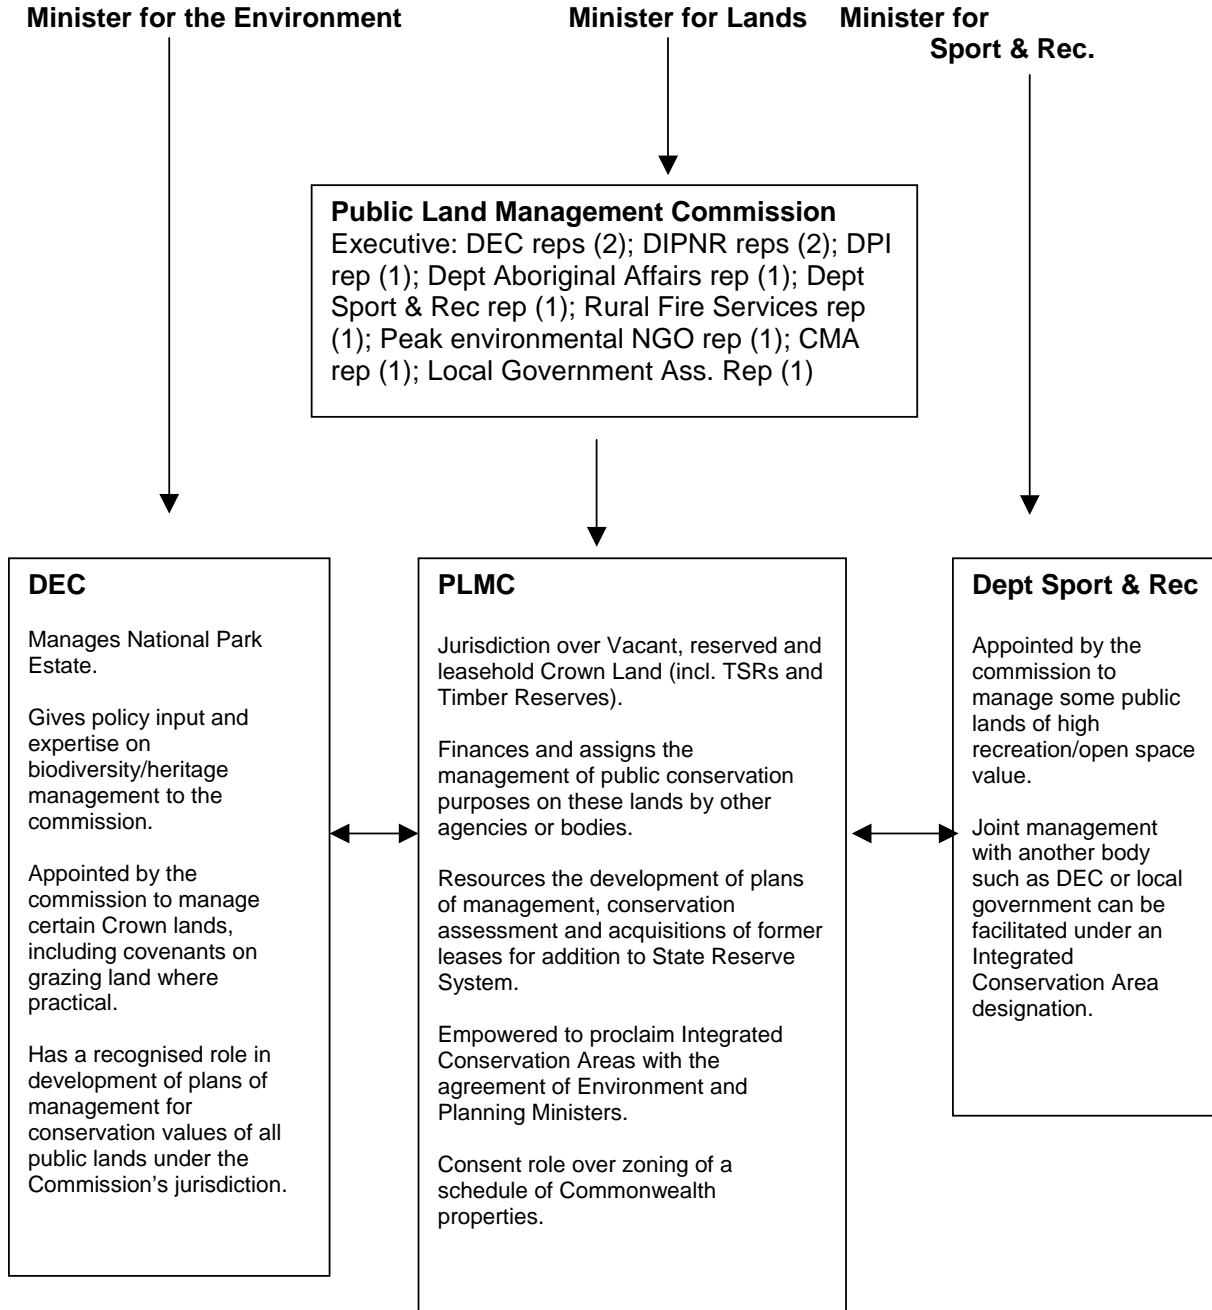 Minister for the Environment
Minister for Lands
Minister for
Sport & Rec.
Public Land Management Commission
Executive: DEC reps (2); DIPNR reps (2); DPI
rep (1); Dept Aboriginal Affairs rep (1); Dept
Sport & Rec rep (1); Rural Fire Services rep
(1); Peak environmental NGO rep (1); CMA
rep (1); Local Government Ass. Rep (1)
DEC
Manages National Park
Estate.
Gives policy input and
expertise on
biodiversity/heritage
management to the
commission.
Appointed by the
commission to manage
certain Crown lands,
including covenants on
grazing land where
practical.
Has a recognised role in
development of plans of
management for
conservation values of all
public lands under the
Commission's jurisdiction.
PLMC
Jurisdiction over Vacant, reserved and
leasehold Crown Land (incl. TSRs and
Timber Reserves).
Finances and assigns the
management of public conservation
purposes on these lands by other
agencies or bodies.
Resources the development of plans
of management, conservation
assessment and acquisitions of former
leases for addition to State Reserve
System.
Empowered to proclaim Integrated
Conservation Areas with the
agreement of Environment and
Planning Ministers.
Consent role over zoning of a
schedule of Commonwealth
properties.
Dept Sport & Rec
Appointed by the
commission to
manage some public
lands of high
recreation/open space
value.
Joint management
with another body
such as DEC or local
government can be
facilitated under an
Integrated
Conservation Area
designation.